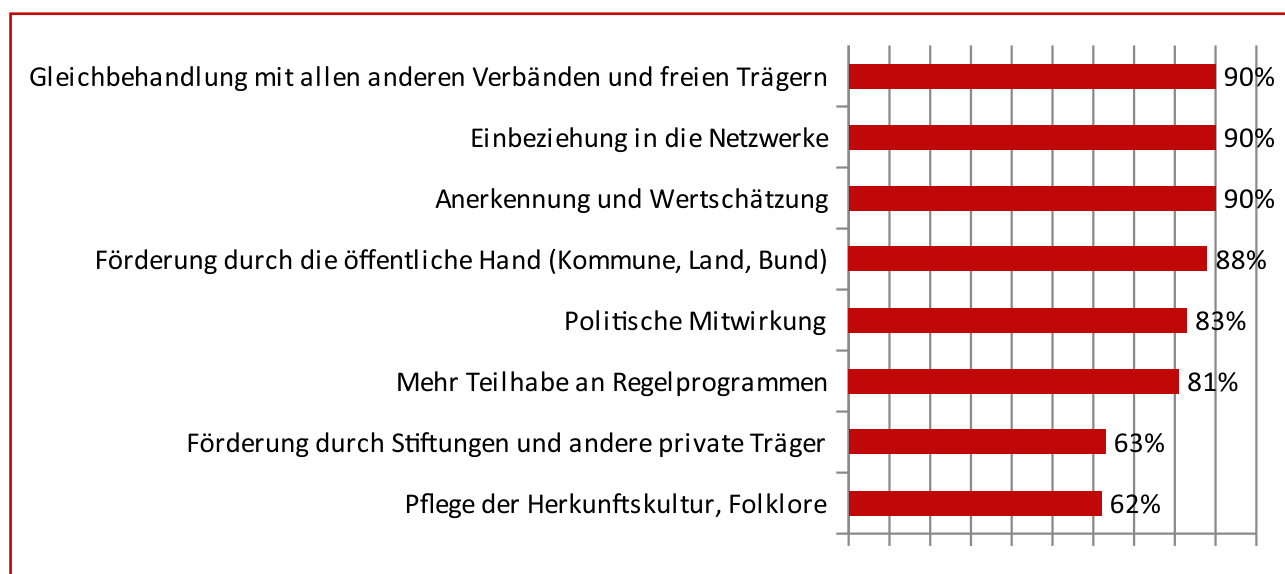 Gleichbehandlung mit allen anderen Verbänden und freien Trägern 90%
Einbeziehung in die Netzwerke 90%
Anerkennung und Wertschätzung 90%
Förderung durch die öffentliche Hand (Kommune, Land, Bund) 88%
Politische Mitwirkung 83%
Mehr Teilhabe an Regelprogrammen 81%
Förderung durch Stiftungen und andere private Träger 63%
Pflege der Herkunftskultur, Folklore 62%